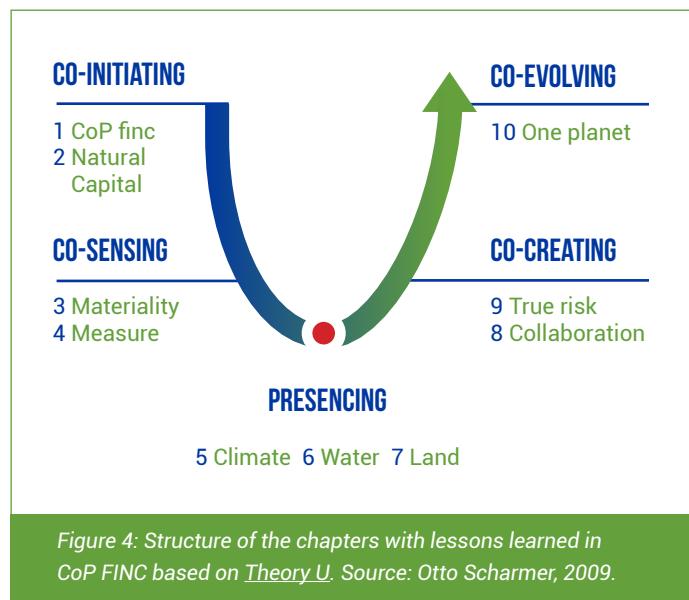 CO-INITIATING
1 CoP finc
2 Natural
Capital
CO-SENSING
3 Materiality
4 Measure
PRESENCING
5 Climate 6 Water 7 Land
CO-EVOLVING
10 One planet
CO-CREATING
9 True risk
8 Collaboration
Figure 4: Structure of the chapters with lessons learned in
CoP FINC based on Theory U. Source: Otto Scharmer, 2009.